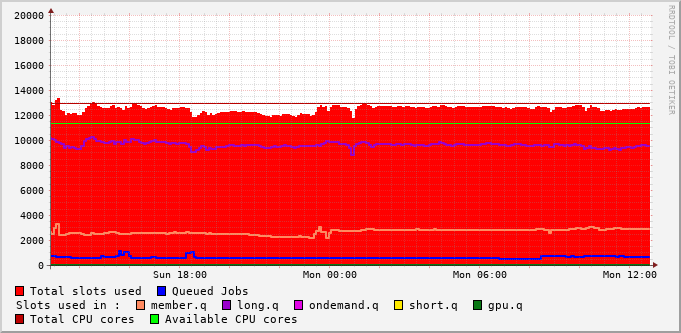 20000
18000
16000
14000
12000
10000
8000
6000
4000
2000
0
Sun 18:00 Mon 00:00 Mon 06:00 Mon 12:00
RRDTOOL / TOBI OETIKER
Total slots used Queued Jobs
Slots used in : member.q long.q ondemand.q short.q gpu.q
Total CPU cores Available CPU cores